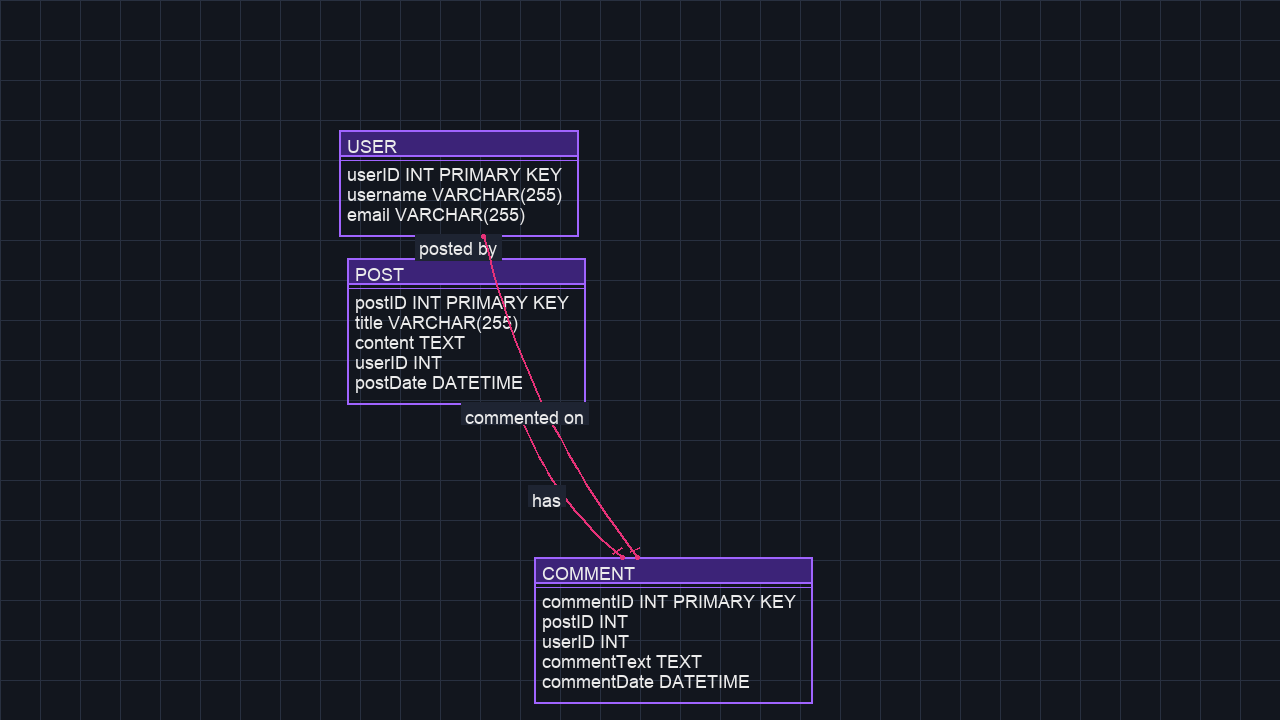 USER
userID INT PRIMARY KEY
username VARCHAR(255)
email VARCHAR(255)
posted by
POST
postID INT PRIMARY KEY
title VARCHAR(255)
content TEXT
userID INT
postDate DATETIME
commented on
has
COMMENT
commentID INT PRIMARY KEY
postID INT
userID INT
commentText TEXT
commentDate DATETIME